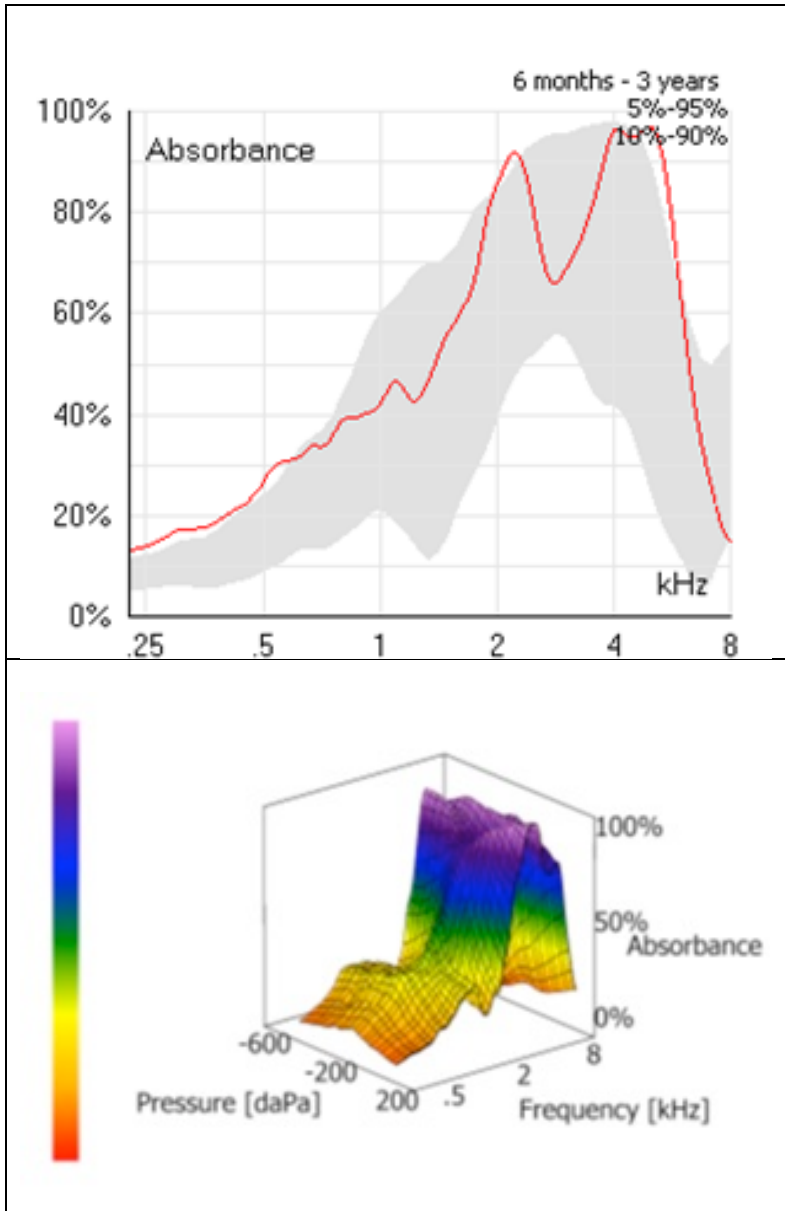 6 months - 3 years
5%-95%
10%-90%
100%
Absorbance
80%
60%
40%
20%
0%
kHz
.25 .5 1 2 4 8
100%
50%
Absorbance
0%
-600
-200
200
.5
2
8
Pressure [daPa]
Frequency [kHz]